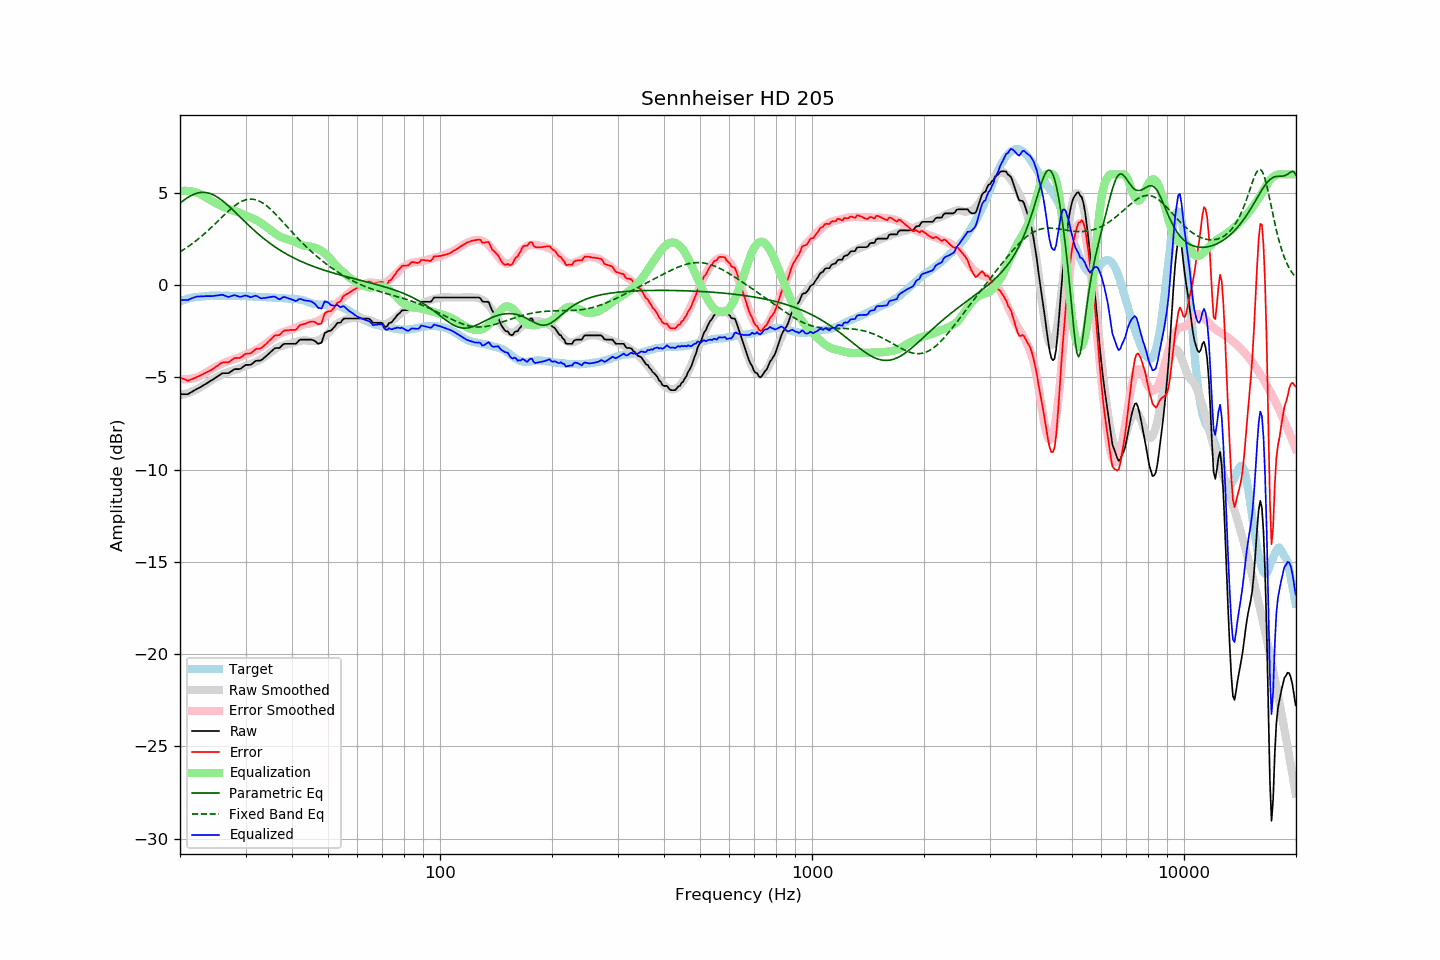 Sennheiser HD 205
Amplitude (dBr)
5
0
−5
−10
−15
−20
−25
−30
Target
Raw Smoothed
Error Smoothed
Raw
Error
Equalization
Parametric Eq
Fixed Band Eq
Equalized
100
1000
10000
Frequency (Hz)